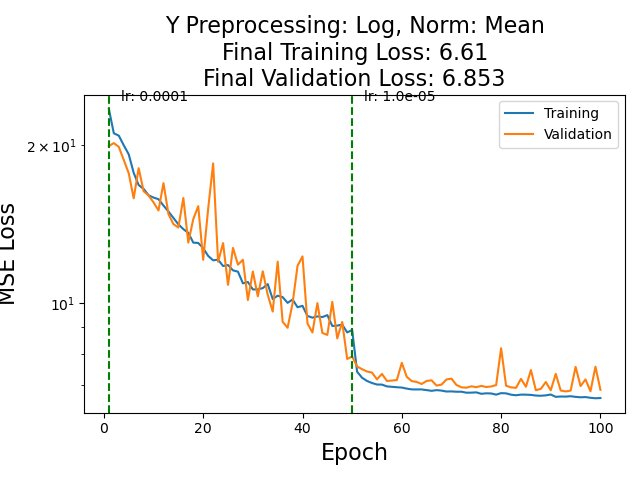 Y Preprocessing: Log, Norm: Mean
Final Training Loss: 6.61
Final Validation Loss: 6.853
lr: 0.0001
lr: 1.0e-05
Training
Validation
2 × 10¹
10¹
MSE Loss
0 20 40 60 80 100
Epoch